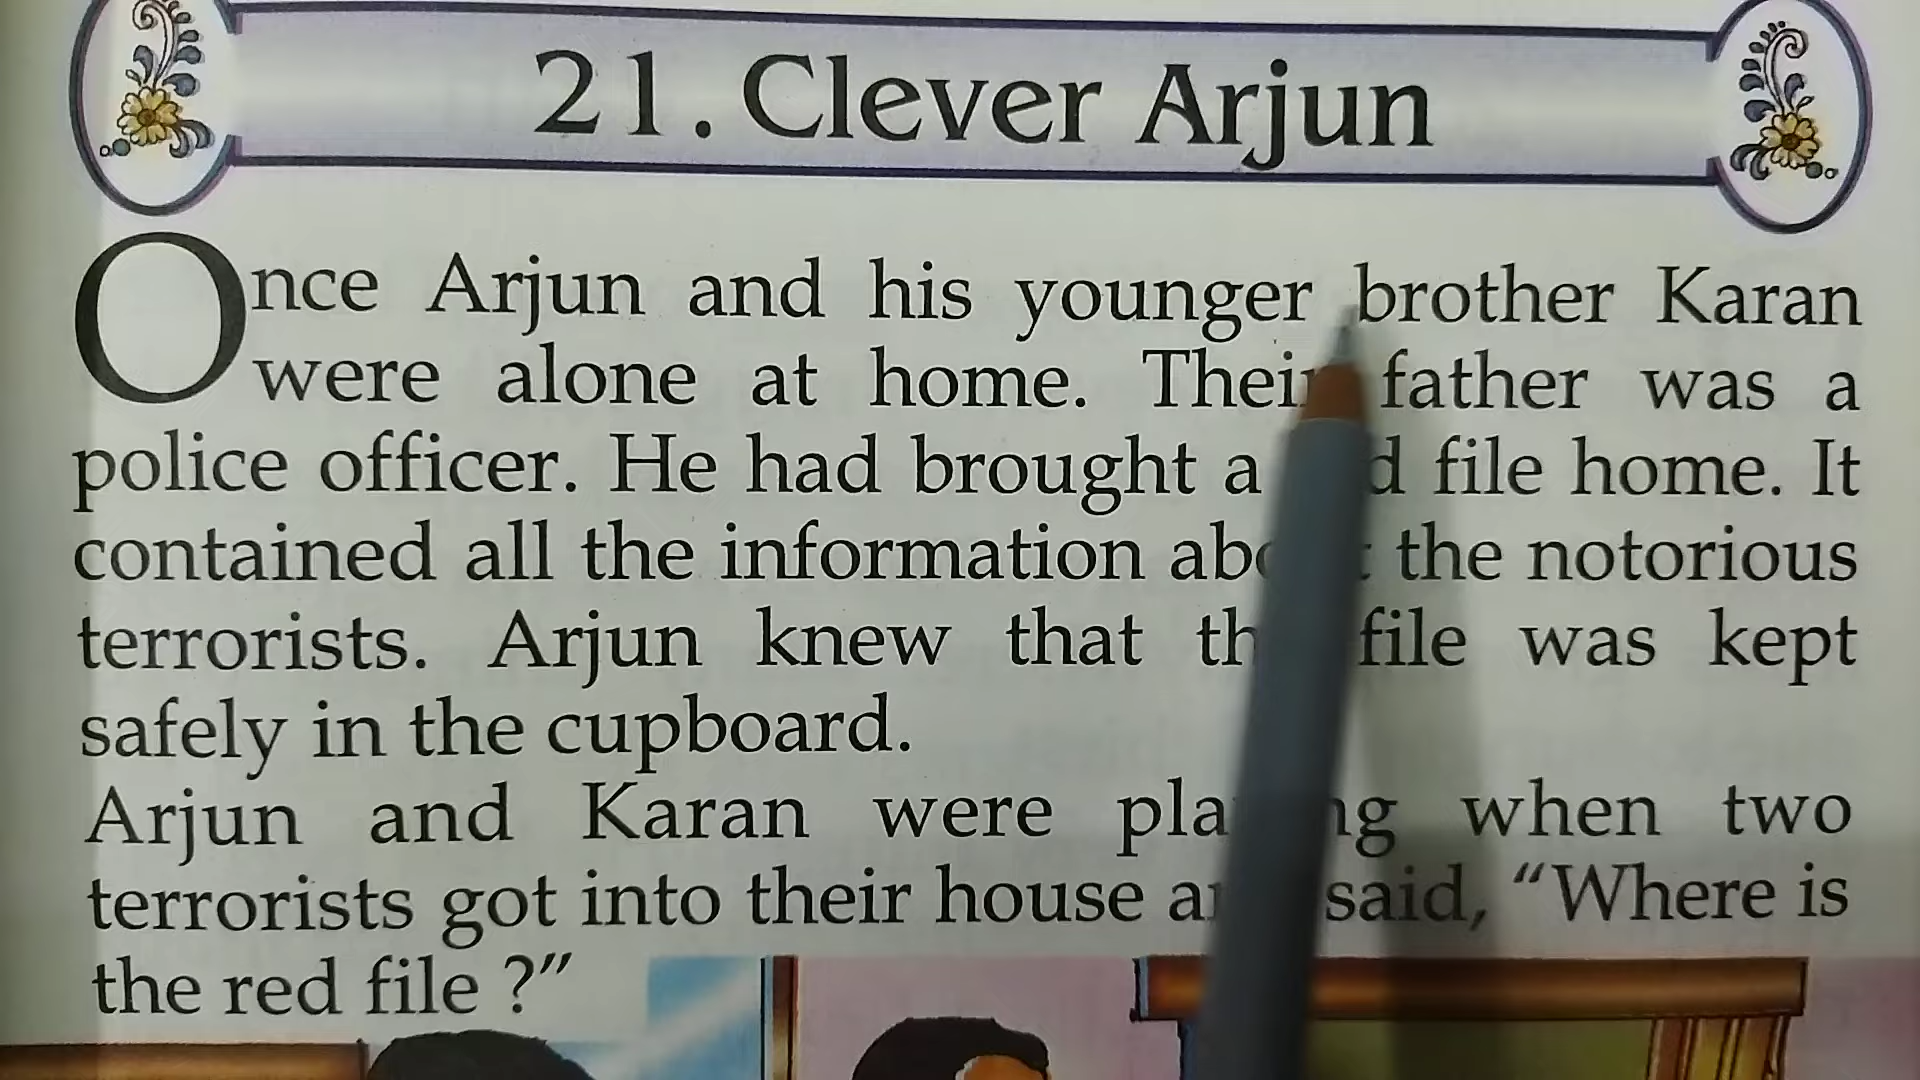 21. Clever Arjun
Once Arjun and his younger brother Karan
were alone at home. Their father was a
police officer. He had brought a file home. It
contained all the information the notorious
terrorists. Arjun knew that file was kept
safely in the cupboard.
Arjun and Karan were when two
terrorists got into their house said, “Where is
the red file ?”